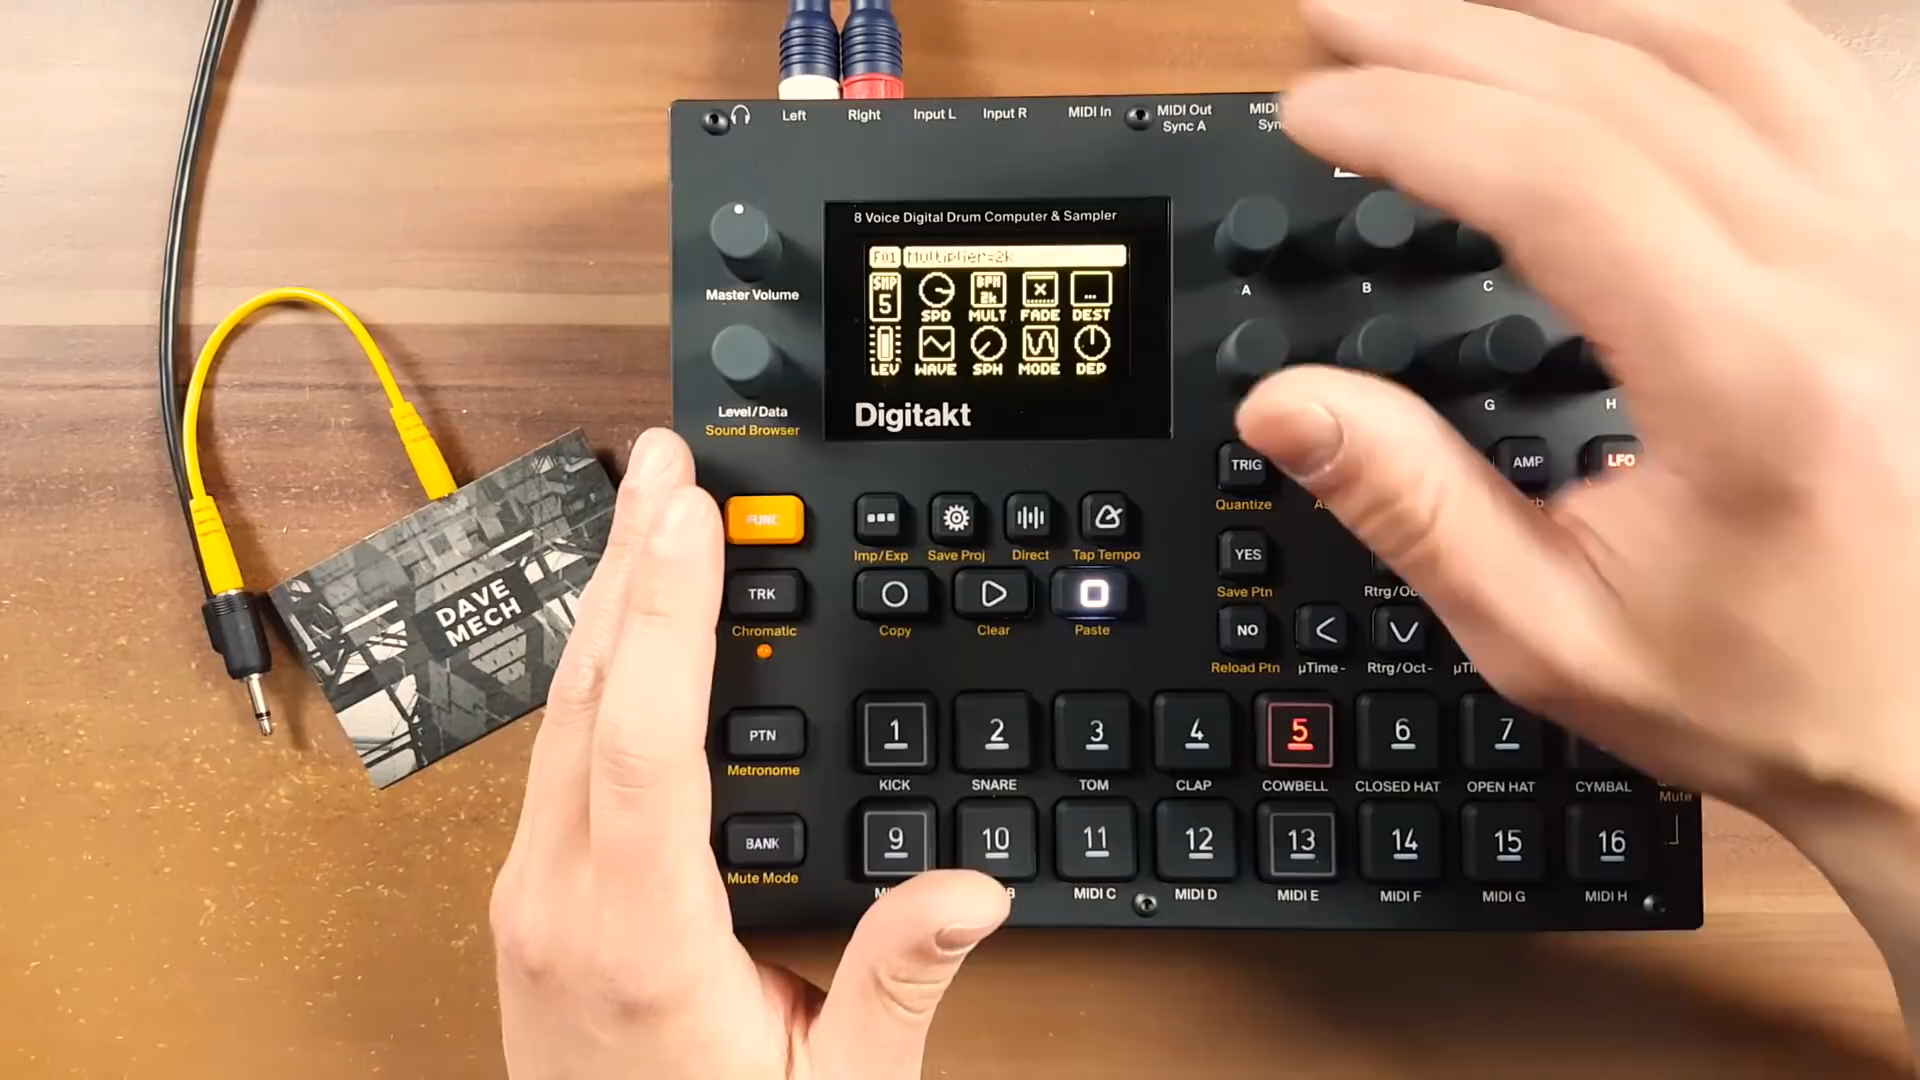 Left
Right
Input L
Input R
MIDI In
MIDI Out
Sync A
MIDI
8 Voice Digital Drum Computer & Sampler
F01 Multiplier=2k
SMP
5
SPD
BPM
2k
MULT
FADE
DEST
LEV
WAVE
SPH
MODE
DEP
Digitakt
Master Volume
Level/Data
Sound Browser
A
B
C
G
H
FUNC
TRK
Chromatic
PTN
Metronome
BANK
Mute Mode
Imp/Exp
Save Proj
Direct
Tap Tempo
Copy
Clear
Paste
TRIG
Quantize
AMP
LFO
YES
Save Ptn
NO
Reload Ptn
µTime-
Rtrg/Oct-
1
2
3
4
5
6
7
KICK
SNARE
TOM
CLAP
COWBELL
CLOSED HAT
OPEN HAT
CYMBAL
Mute
9
10
11
12
13
14
15
16
MIDI C
MIDI D
MIDI E
MIDI F
MIDI G
MIDI H
DAVE
MECH